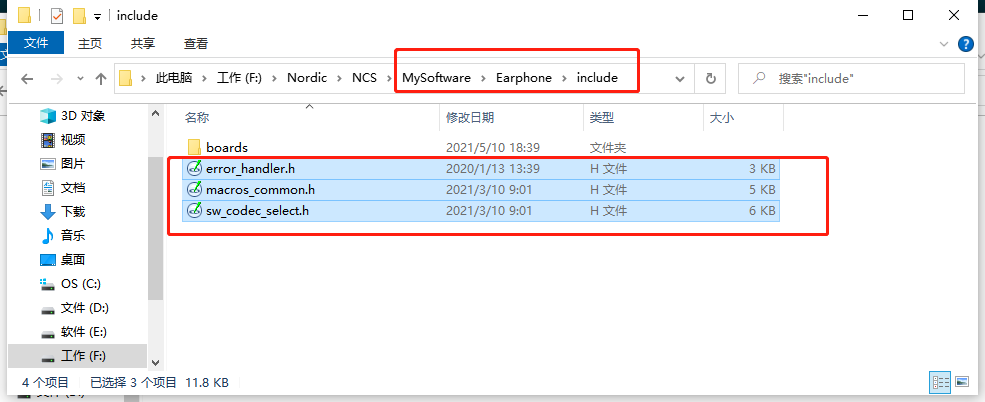 include
文件 主页 共享 查看
此电脑 工作 (F:) Nordic NCS MySoftware Earphone include 搜索"include"
名称 修改日期 类型 大小
3D 对象
视频
图片
文档
下载
音乐
桌面
OS (C:)
文件 (D:)
软件 (E:)
工作 (F:)
boards 2021/5/10 18:39 文件夹
error_handler.h 2020/1/13 13:39 H 文件 3 KB
macros_common.h 2021/3/10 9:01 H 文件 5 KB
sw_codec_select.h 2021/3/10 9:01 H 文件 6 KB
4 个项目 已选择 3 个项目 11.8 KB